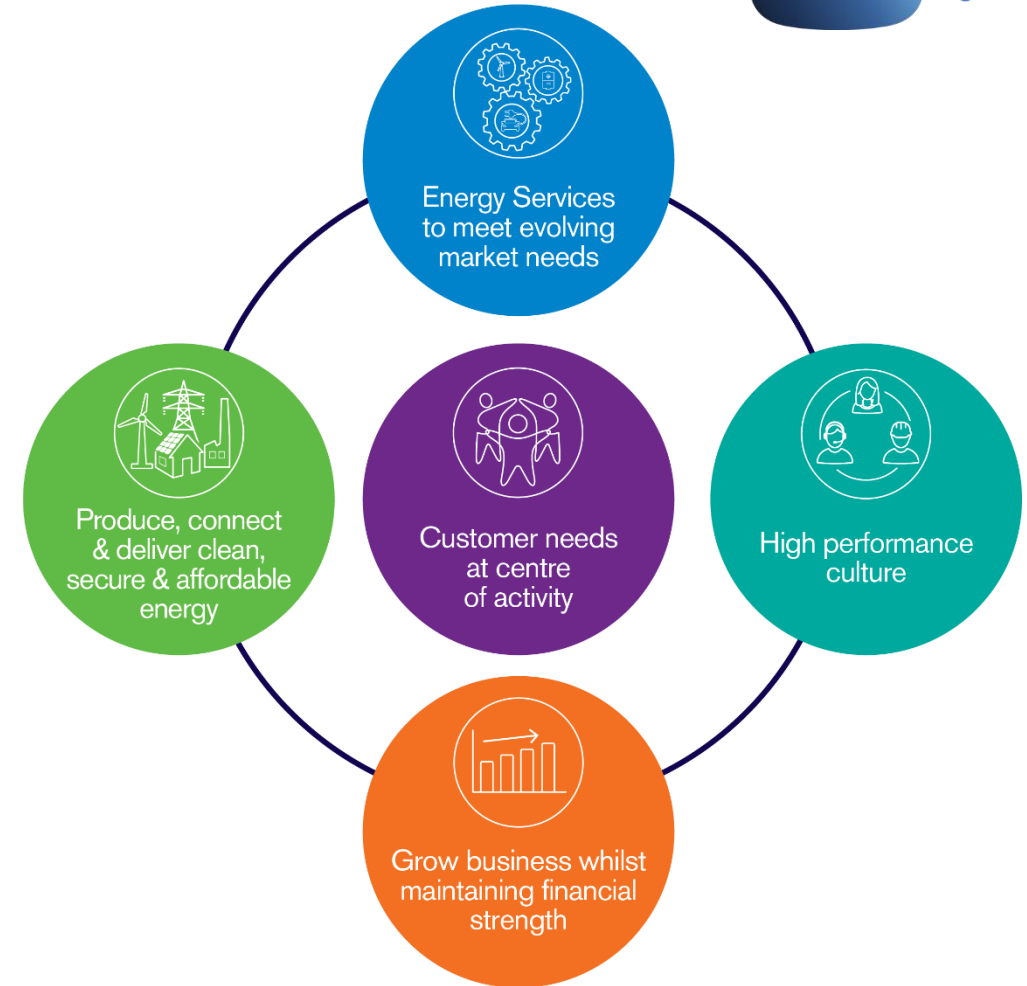 Energy Services
to meet evolving
market needs
Produce, connect
& deliver clean,
secure & affordable
energy
Customer needs
at centre
of activity
High performance
culture
Grow business whilst
maintaining financial
strength